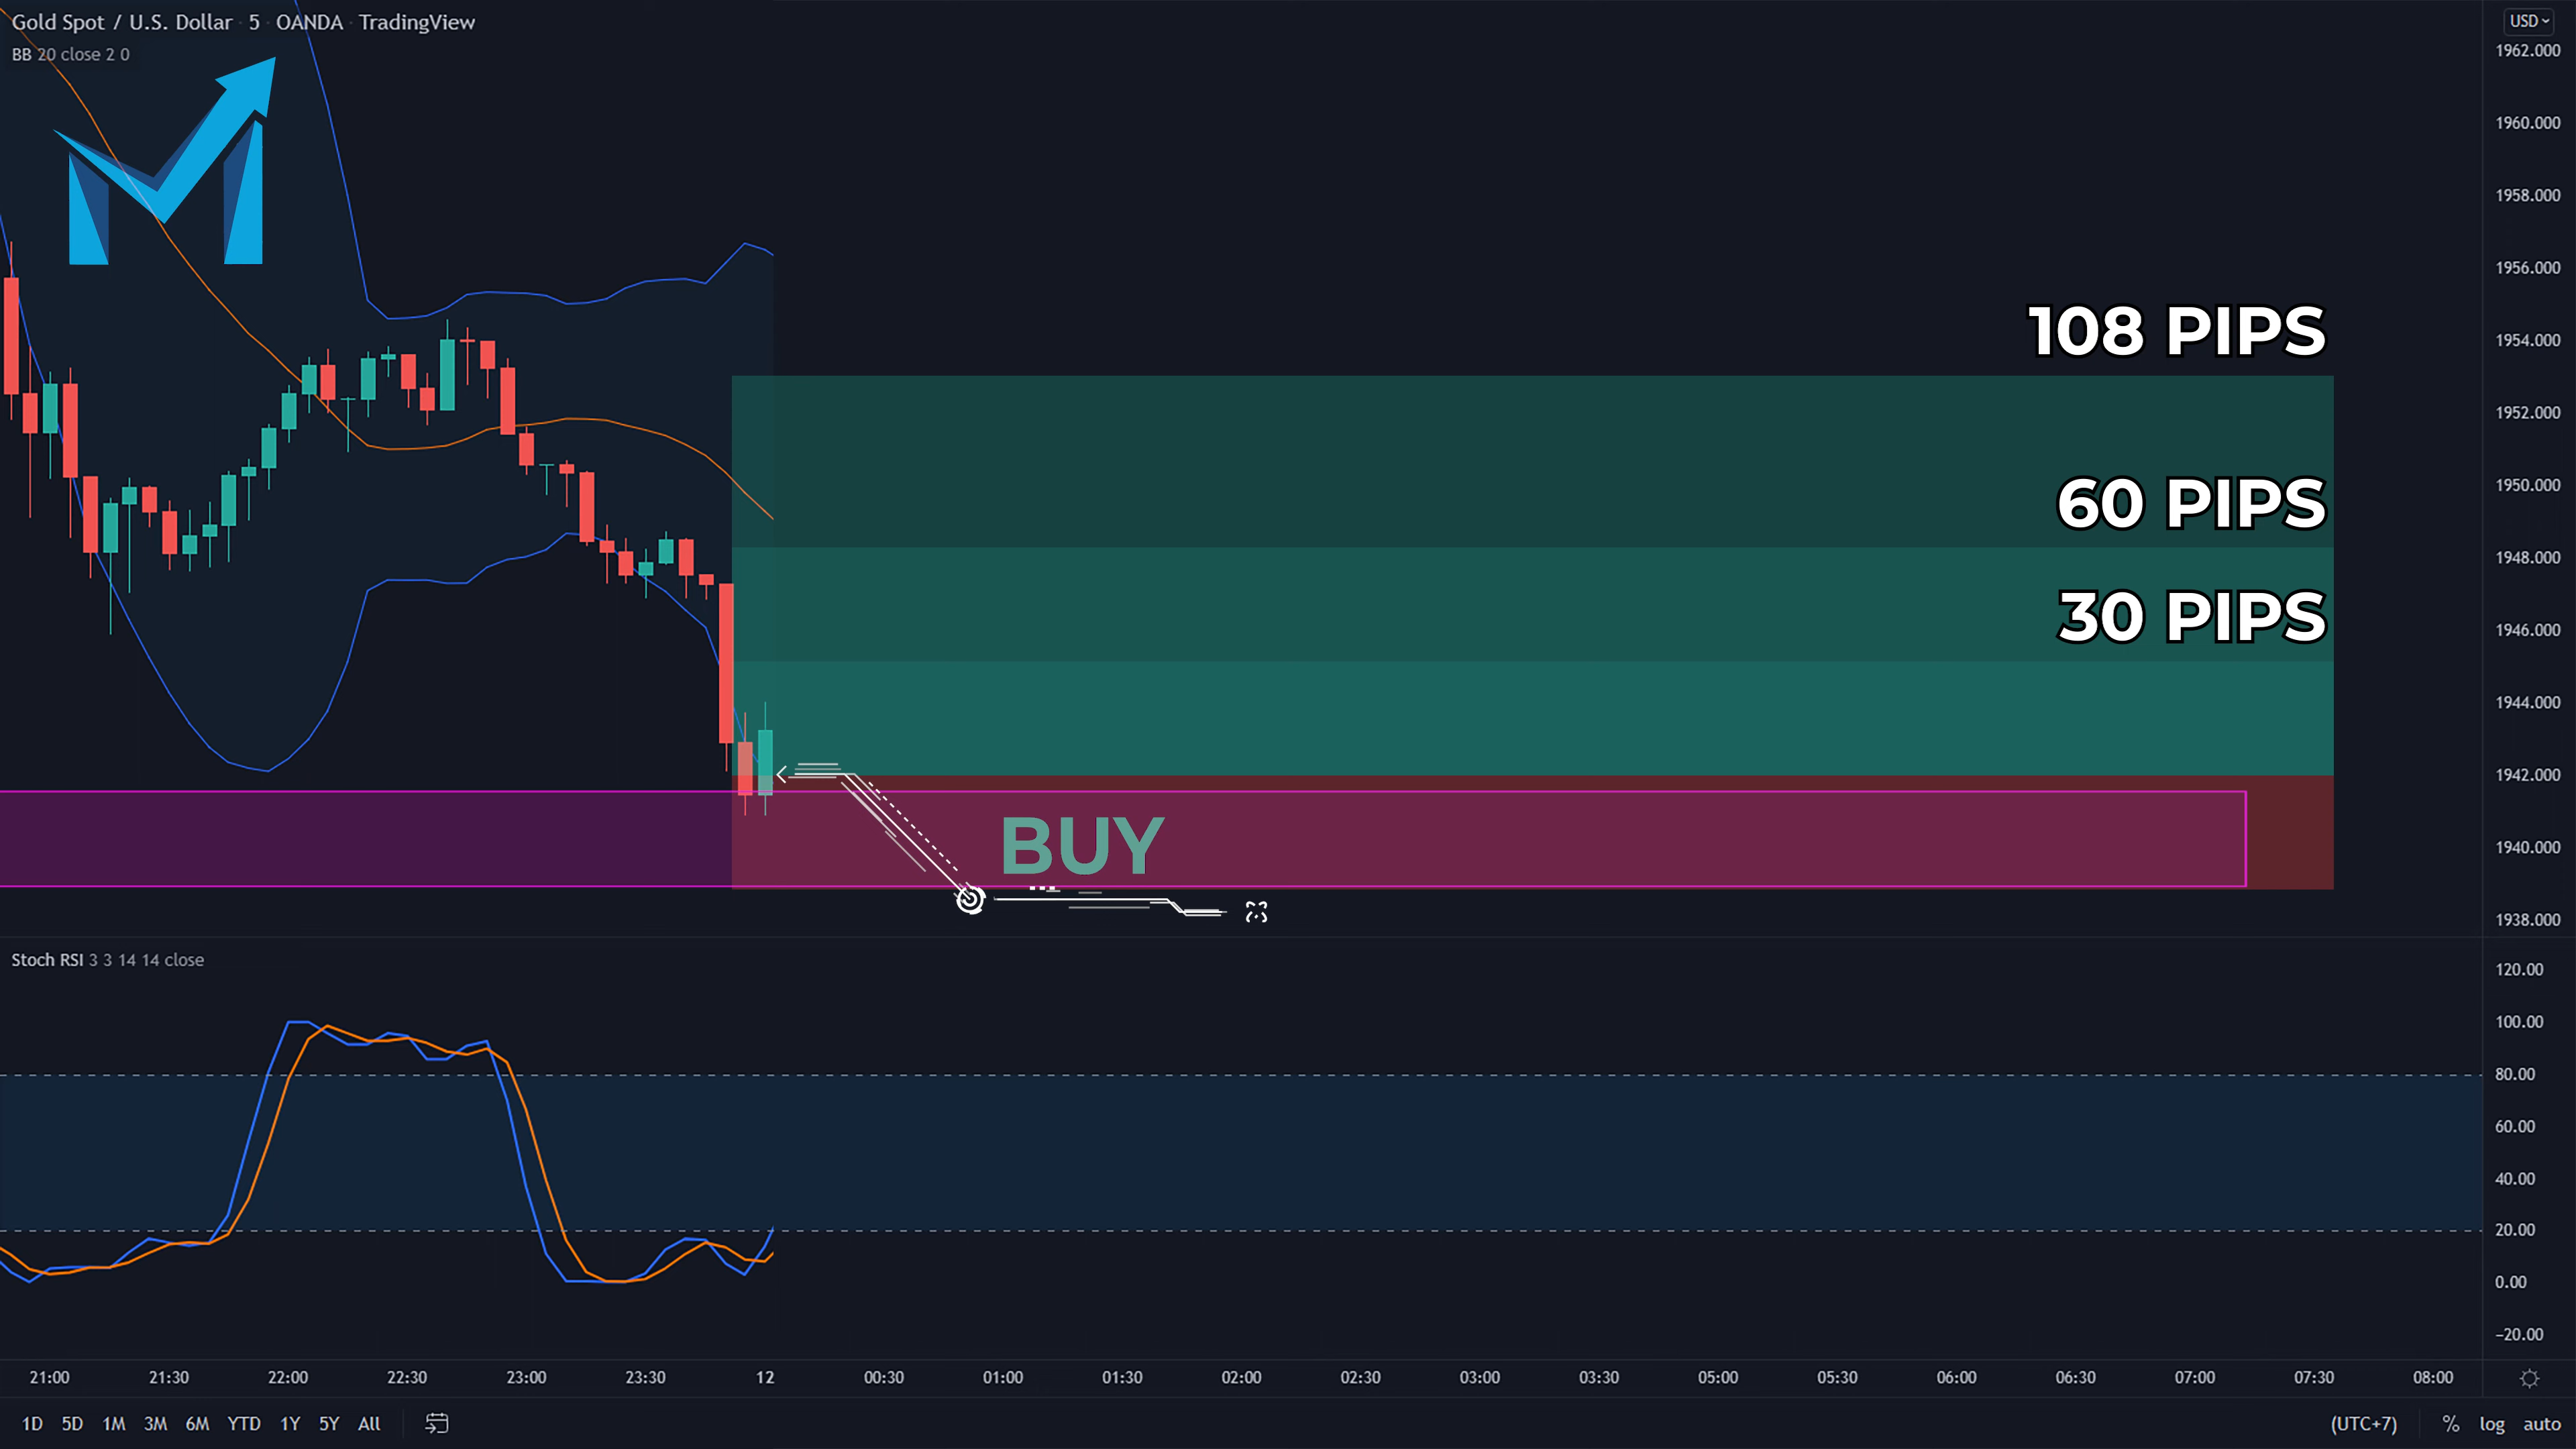 Gold Spot / U.S. Dollar · 5 · OANDA · TradingView
BB 20 close 2 0
USD
1962.000
1960.000
1958.000
1956.000
1954.000
1952.000
1950.000
1948.000
1946.000
1944.000
1942.000
1940.000
1938.000
108 PIPS
60 PIPS
30 PIPS
BUY
Stoch RSI 3 3 14 14 close
120.00
100.00
80.00
60.00
40.00
20.00
0.00
−20.00
21:00 21:30 22:00 22:30 23:00 23:30 12 00:30 01:00 01:30 02:00 02:30 03:00 03:30 04:00 04:30 05:00 05:30 06:00 06:30 07:00 07:30 08:00
1D 5D 1M 3M 6M YTD 1Y 5Y All (UTC+7) % log auto